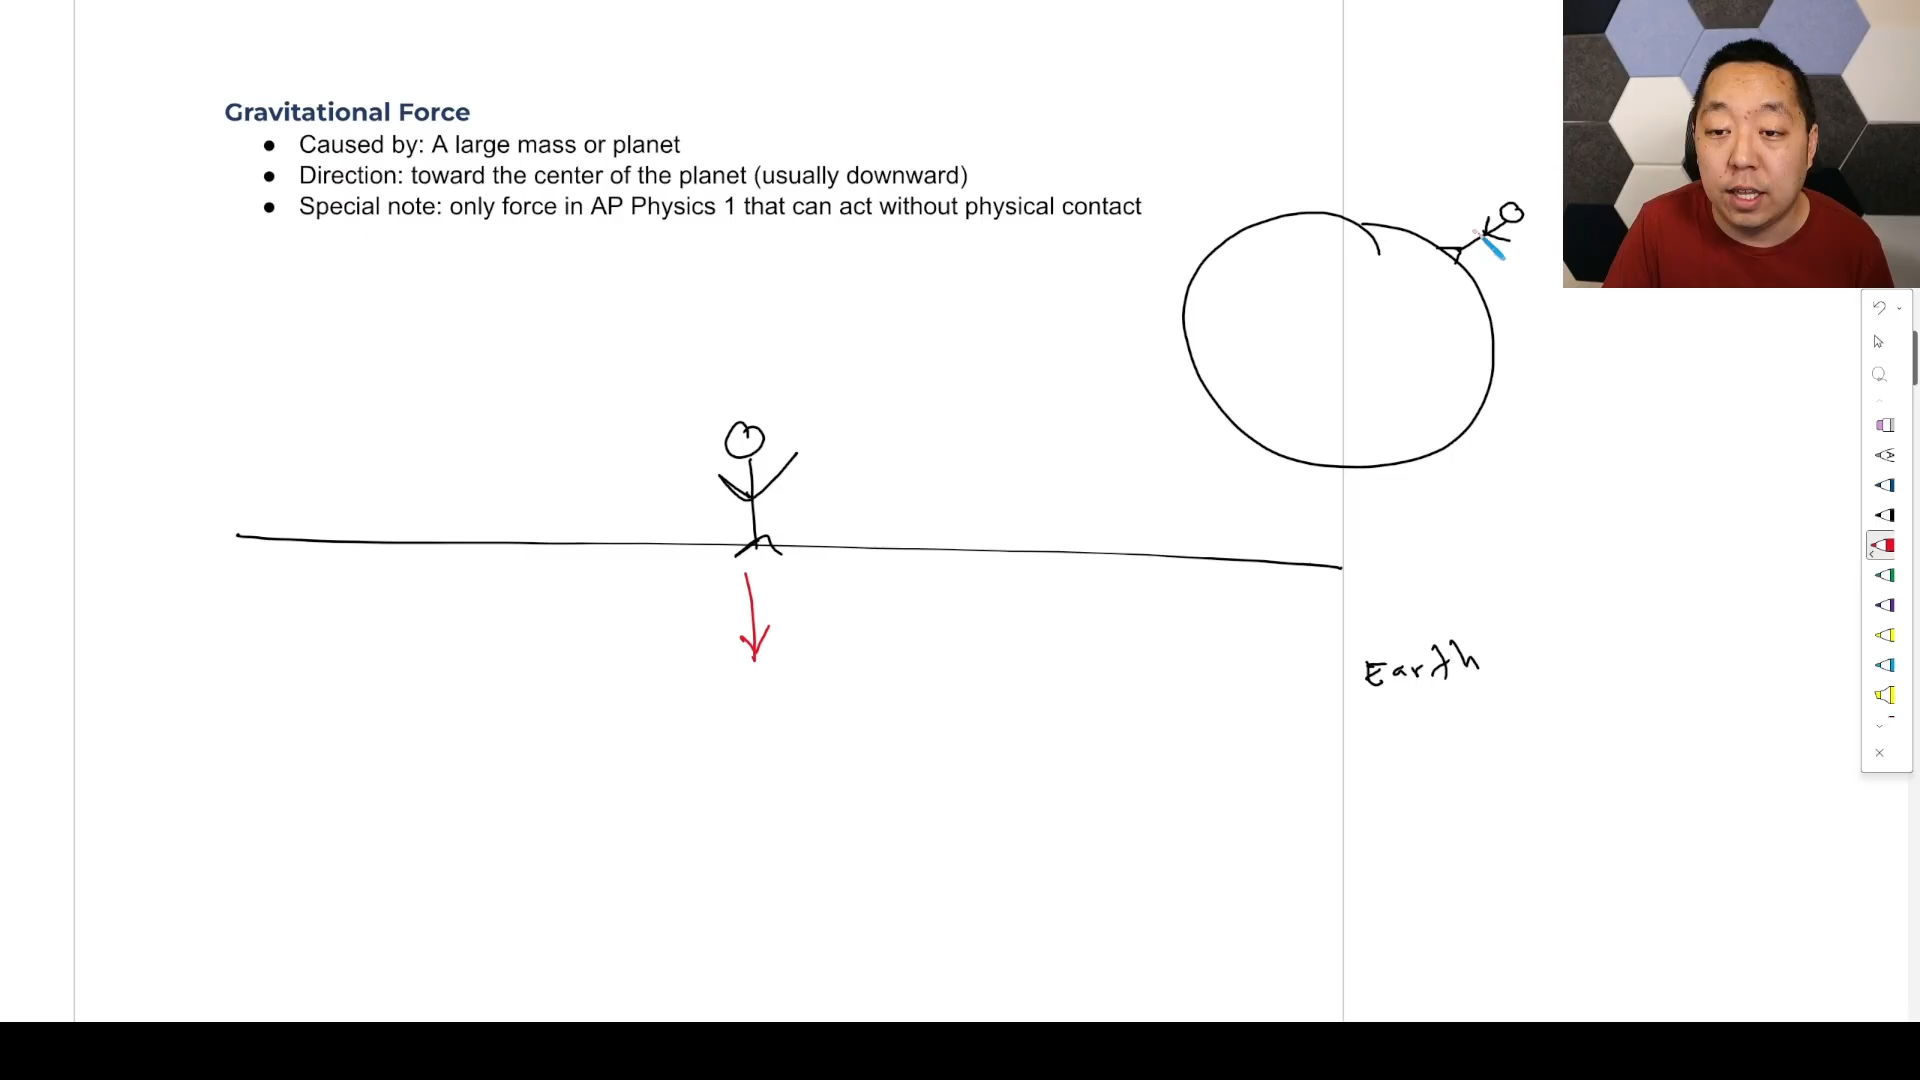 Gravitational Force
● Caused by: A large mass or planet
● Direction: toward the center of the planet (usually downward)
● Special note: only force in AP Physics 1 that can act without physical contact
Earth